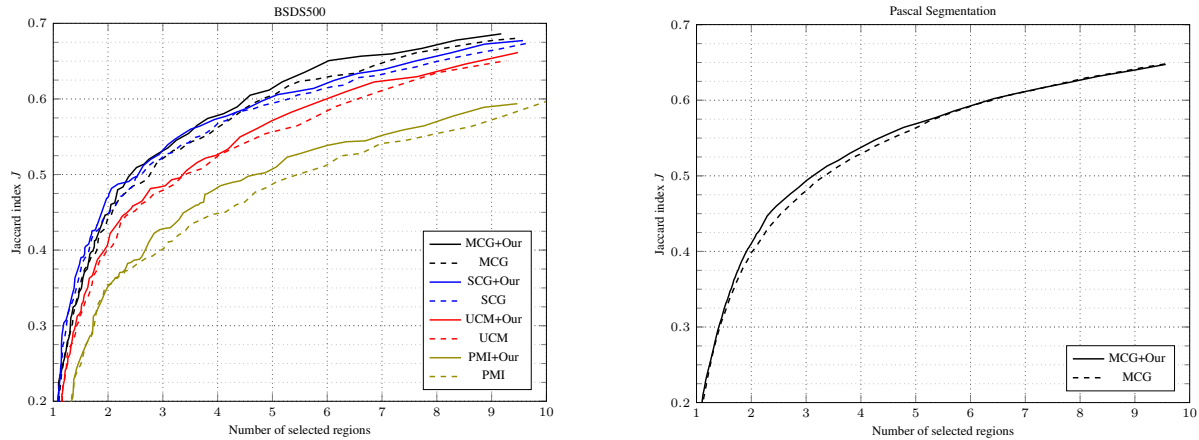 BSDS500
Jaccard index J
0.7
0.6
0.5
0.4
0.3
0.2
1 2 3 4 5 6 7 8 9 10
Number of selected regions
MCG+Our
MCG
SCG+Our
SCG
UCM+Our
UCM
PMI+Our
PMI
Pascal Segmentation
Jaccard index J
0.7
0.6
0.5
0.4
0.3
0.2
1 2 3 4 5 6 7 8 9 10
Number of selected regions
MCG+Our
MCG